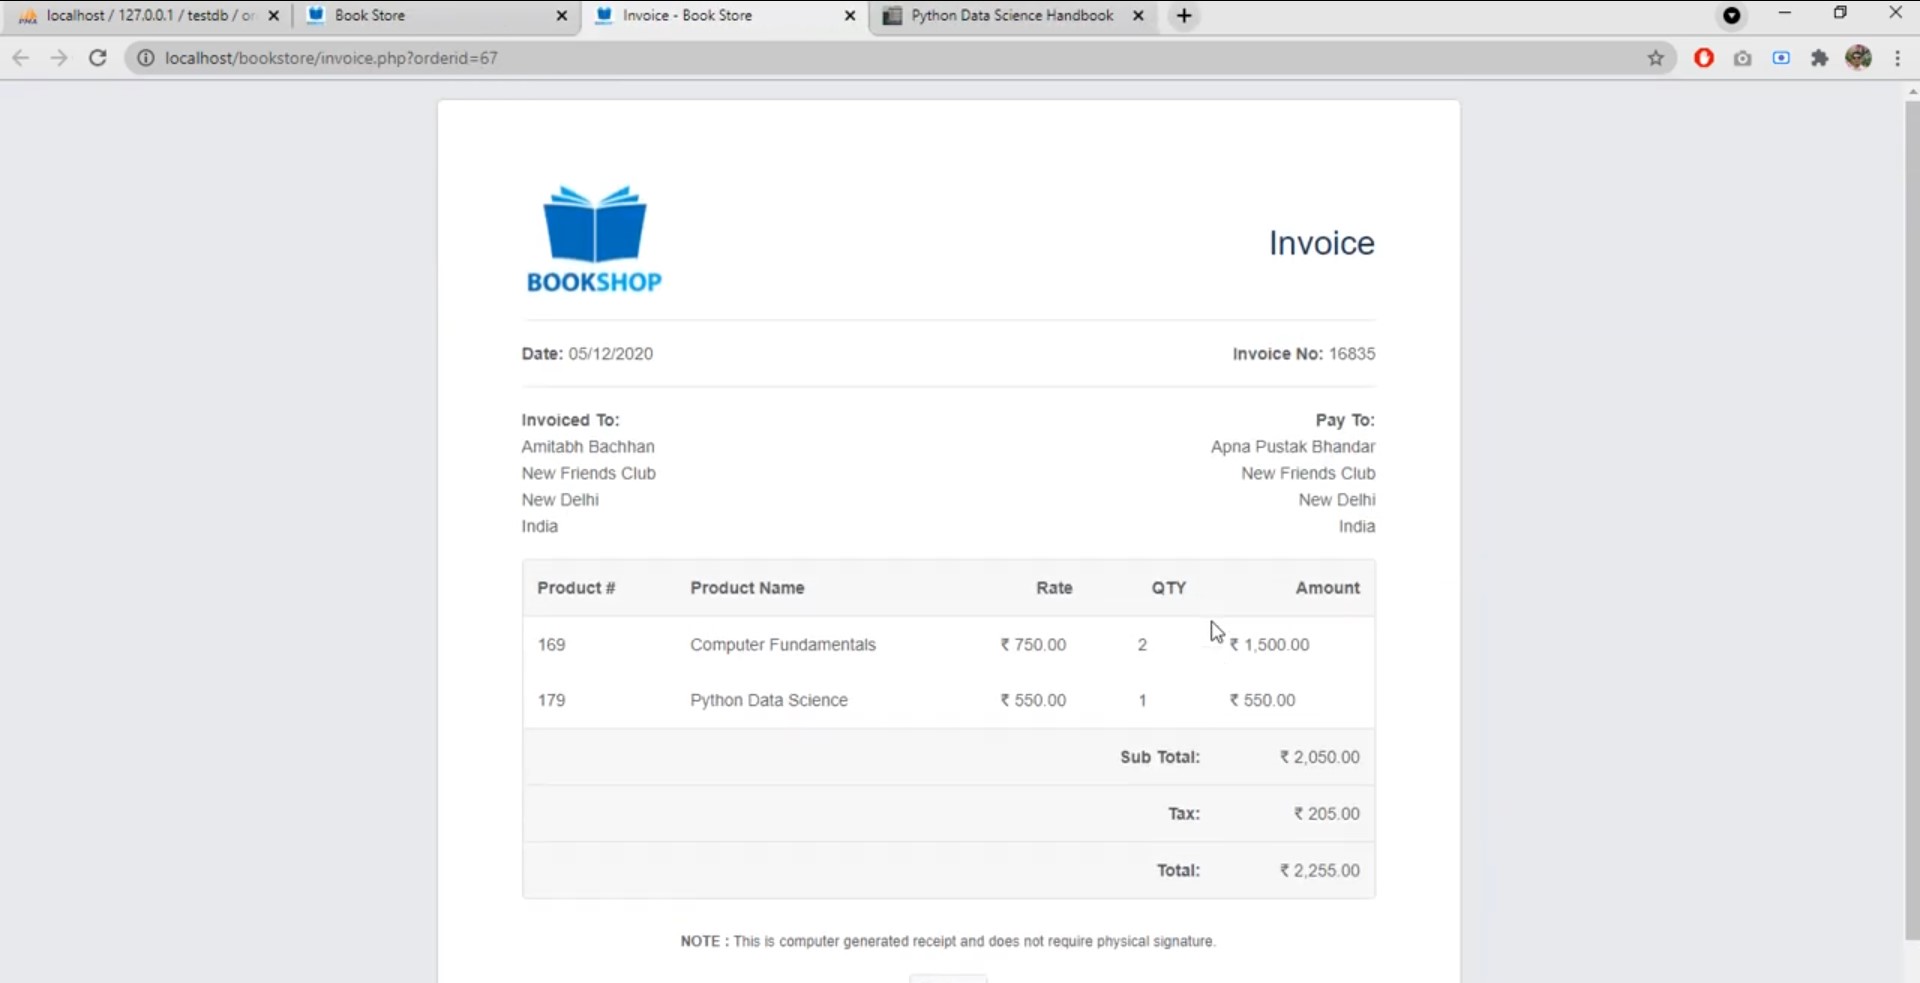 localhost / 127.0.0.1 / testdb / or
Book Store
Invoice - Book Store
Python Data Science Handbook
localhost/bookstore/invoice.php?orderid=67
BOOKSHOP
Invoice
Date: 05/12/2020 Invoice No: 16835
Invoiced To: Pay To:
Amitabh Bachhan Apna Pustak Bhandar
New Friends Club New Friends Club
New Delhi New Delhi
India India
Product # Product Name Rate QTY Amount
169 Computer Fundamentals ₹ 750.00 2 ₹ 1,500.00
179 Python Data Science ₹ 550.00 1 ₹ 550.00
Sub Total: ₹ 2,050.00
Tax: ₹ 205.00
Total: ₹ 2,255.00
NOTE : This is computer generated receipt and does not require physical signature.